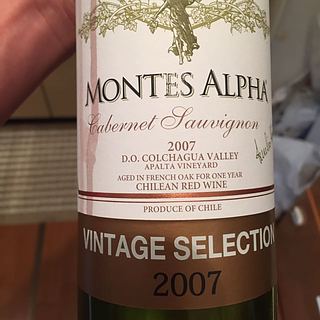 MONTES ALPHA®
Cabernet Sauvignon
2007
D.O. COLCHAGUA VALLEY
APALTA VINEYARD
AGED IN FRENCH OAK FOR ONE YEAR
CHILEAN RED WINE
PRODUCE OF CHILE
VINTAGE SELECTION
2007